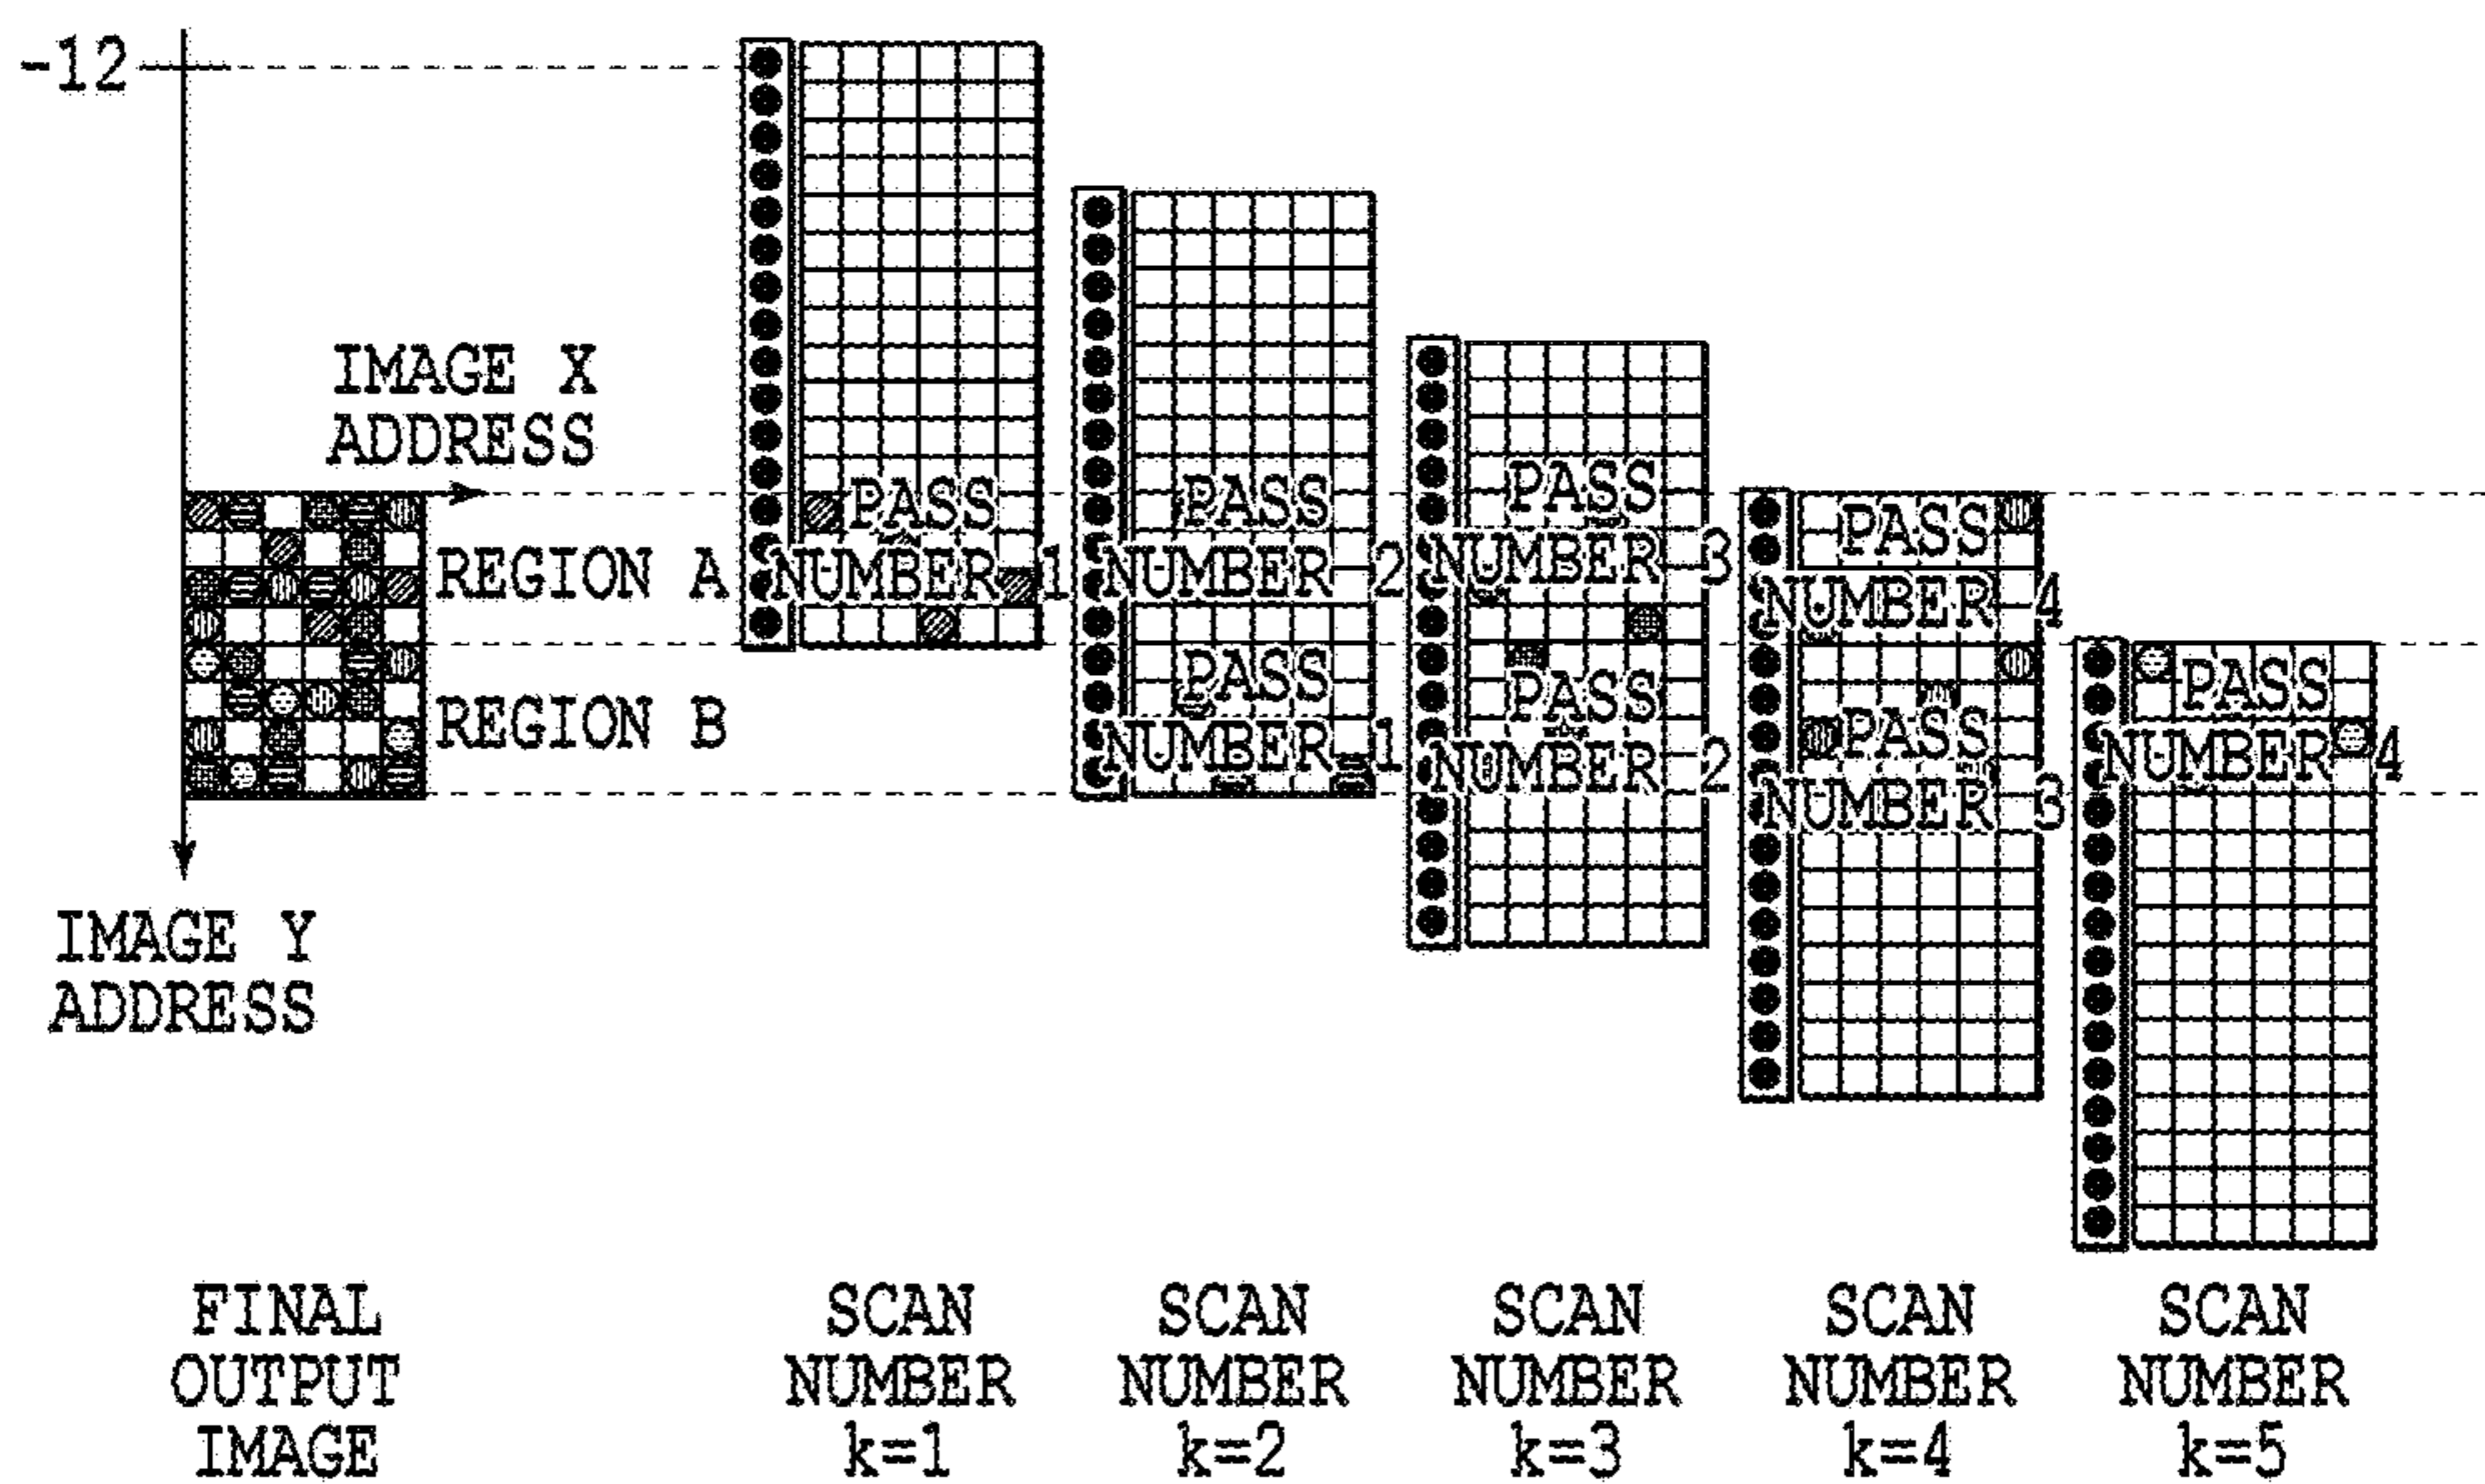 -12
IMAGE X
ADDRESS
REGION A
REGION B
IMAGE Y
ADDRESS
PASS
NUMBER 1
PASS
NUMBER 2
PASS
NUMBER 1
PASS
NUMBER 3
PASS
NUMBER 2
PASS
NUMBER 4
PASS
NUMBER 3
PASS
NUMBER 4
FINAL
OUTPUT
IMAGE
SCAN
NUMBER
k=1
SCAN
NUMBER
k=2
SCAN
NUMBER
k=3
SCAN
NUMBER
k=4
SCAN
NUMBER
k=5